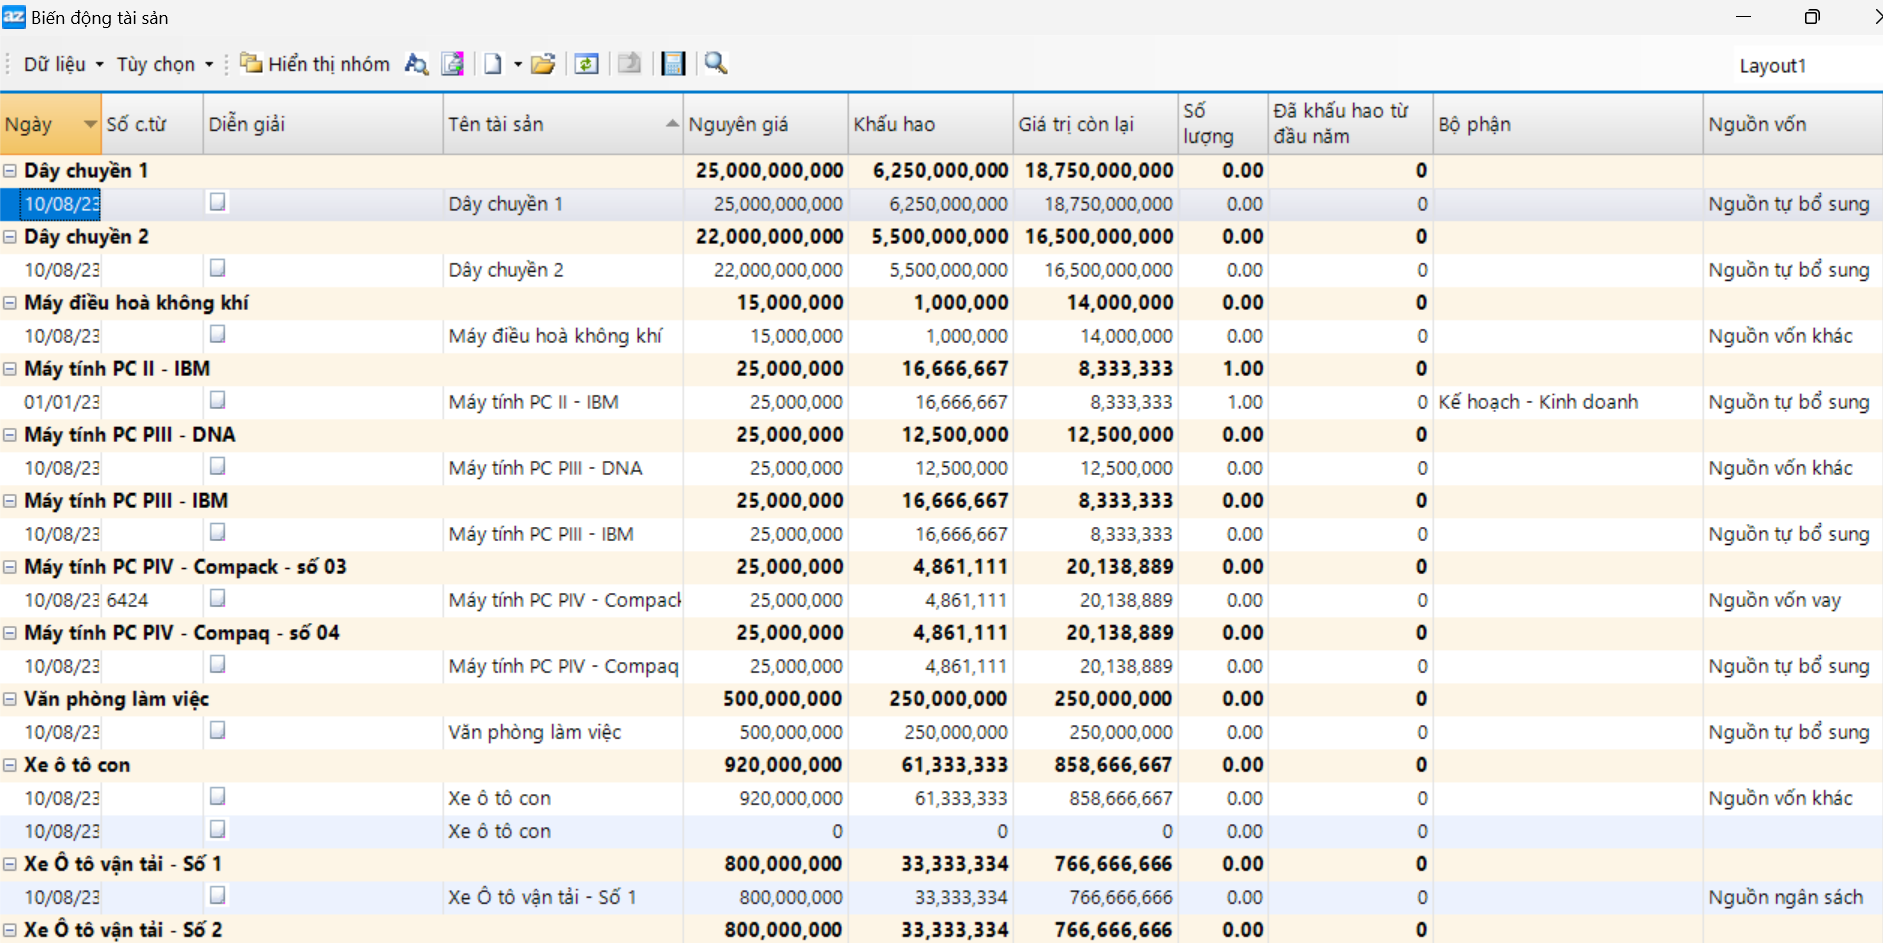 az Biến động tài sản
Dữ liệu Tùy chọn Hiển thị nhóm Layout1
Ngày Số c.từ Diễn giải Tên tài sản Nguyên giá Khấu hao Giá trị còn lại Số lượng Đã khấu hao từ đầu năm Bộ phận Nguồn vốn
Dây chuyền 1 25,000,000,000 6,250,000,000 18,750,000,000 0.00 0
10/08/23 Dây chuyền 1 25,000,000,000 6,250,000,000 18,750,000,000 0.00 0 Nguồn tự bổ sung
Dây chuyền 2 22,000,000,000 5,500,000,000 16,500,000,000 0.00 0
10/08/23 Dây chuyền 2 22,000,000,000 5,500,000,000 16,500,000,000 0.00 0 Nguồn tự bổ sung
Máy điều hoà không khí 15,000,000 1,000,000 14,000,000 0.00 0
10/08/23 Máy điều hoà không khí 15,000,000 1,000,000 14,000,000 0.00 0 Nguồn vốn khác
Máy tính PC II - IBM 25,000,000 16,666,667 8,333,333 1.00 0
01/01/23 Máy tính PC II - IBM 25,000,000 16,666,667 8,333,333 1.00 0 Kế hoạch - Kinh doanh Nguồn tự bổ sung
Máy tính PC PIII - DNA 25,000,000 12,500,000 12,500,000 0.00 0
10/08/23 Máy tính PC PIII - DNA 25,000,000 12,500,000 12,500,000 0.00 0 Nguồn vốn khác
Máy tính PC PIII - IBM 25,000,000 16,666,667 8,333,333 0.00 0
10/08/23 Máy tính PC PIII - IBM 25,000,000 16,666,667 8,333,333 0.00 0 Nguồn tự bổ sung
Máy tính PC PIV - Compack - số 03 25,000,000 4,861,111 20,138,889 0.00 0
10/08/23 6424 Máy tính PC PIV - Compack 25,000,000 4,861,111 20,138,889 0.00 0 Nguồn vốn vay
Máy tính PC PIV - Compaq - số 04 25,000,000 4,861,111 20,138,889 0.00 0
10/08/23 Máy tính PC PIV - Compaq 25,000,000 4,861,111 20,138,889 0.00 0 Nguồn tự bổ sung
Văn phòng làm việc 500,000,000 250,000,000 250,000,000 0.00 0
10/08/23 Văn phòng làm việc 500,000,000 250,000,000 250,000,000 0.00 0 Nguồn tự bổ sung
Xe ô tô con 920,000,000 61,333,333 858,666,667 0.00 0
10/08/23 Xe ô tô con 920,000,000 61,333,333 858,666,667 0.00 0 Nguồn vốn khác
10/08/23 Xe ô tô con 0 0 0 0.00 0
Xe Ô tô vận tải - Số 1 800,000,000 33,333,334 766,666,666 0.00 0
10/08/23 Xe Ô tô vận tải - Số 1 800,000,000 33,333,334 766,666,666 0.00 0 Nguồn ngân sách
Xe Ô tô vận tải - Số 2 800,000,000 33,333,334 766,666,666 0.00 0